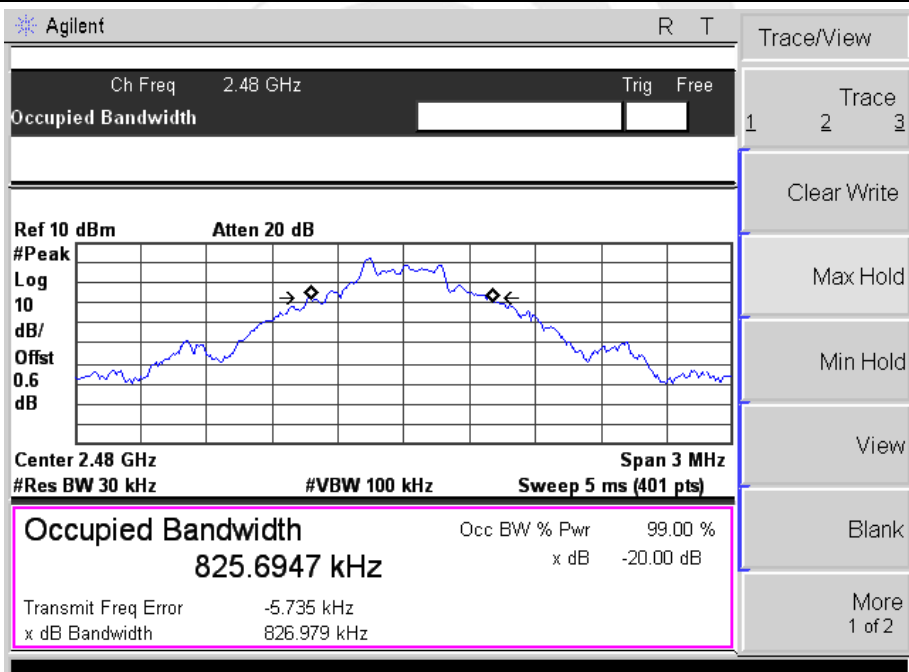 Agilent R T
Ch Freq 2.48 GHz Trig Free
Occupied Bandwidth
Ref 10 dBm Atten 20 dB
#Peak
Log
10
dB/
Offst
0.6
dB
Center 2.48 GHz Span 3 MHz
#Res BW 30 kHz #VBW 100 kHz Sweep 5 ms (401 pts)
Occupied Bandwidth
825.6947 kHz
Occ BW % Pwr 99.00 %
x dB -20.00 dB
Transmit Freq Error -5.735 kHz
x dB Bandwidth 826.979 kHz
Trace/View
Trace
1 2 3
Clear Write
Max Hold
Min Hold
View
Blank
More
1 of 2